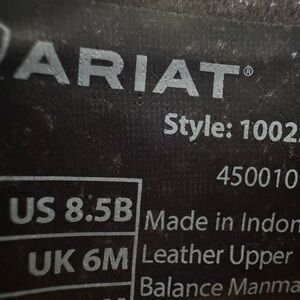 ARIAT®
Style: 1002
450010
US 8.5B
Made in Indon
UK 6M
Leather Upper
Balance Manma